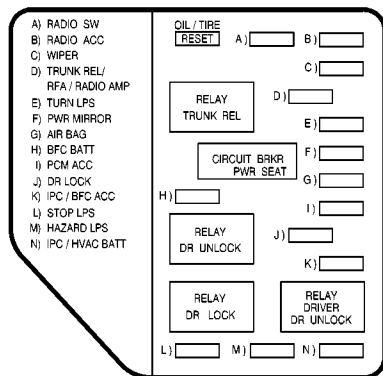 A) RADIO SW
B) RADIO ACC
C) WIPER
D) TRUNK REL/
RFA / RADIO AMP
E) TURN LPS
F) PWR MIRROR
G) AIR BAG
H) BFC BATT
I) PCM ACC
J) DR LOCK
K) IPC / BFC ACC
L) STOP LPS
M) HAZARD LPS
N) IPC / HVAC BATT
OIL / TIRE
RESET
A)
B)
C)
RELAY
TRUNK REL
D)
E)
CIRCUIT BRKR
PWR SEAT
F)
G)
H)
I)
RELAY
DR UNLOCK
J)
K)
RELAY
DR LOCK
RELAY
DRIVER
DR UNLOCK
L)
M)
N)